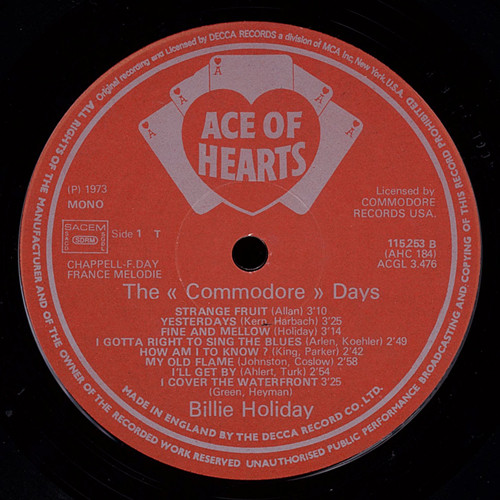 Original recording and Licensed by DECCA RECORDS a division of MCA Inc, New York, U.S.A.
ALL RIGHTS OF THE MANUFACTURER AND OF THE OWNER OF THE RECORDED WORK RESERVED UNAUTHORISED PUBLIC PERFORMANCE BROADCASTING AND COPYING OF THIS RECORD PROHIBITED
A
A
A
A
ACE OF
HEARTS
(P) 1973
MONO
Licensed by
COMMODORE
RECORDS USA.
SACEM
SDRM
Side 1 T
115,253 B
(AHC 184)
ACGL 3.476
CHAPPELL-F.DAY
FRANCE MELODIE
The « Commodore » Days
STRANGE FRUIT (Allan) 3'10
YESTERDAYS (Kern, Harbach) 3'25
FINE AND MELLOW (Holiday) 3'14
I GOTTA RIGHT TO SING THE BLUES (Arlen, Koehler) 2'49
HOW AM I TO KNOW ? (King, Parker) 2'42
MY OLD FLAME (Johnston, Coslow) 2'58
I'LL GET BY (Ahlert, Turk) 2'54
I COVER THE WATERFRONT 3'25
(Green, Heyman)
Billie Holiday
MADE IN ENGLAND BY THE DECCA RECORD CO. LTD.